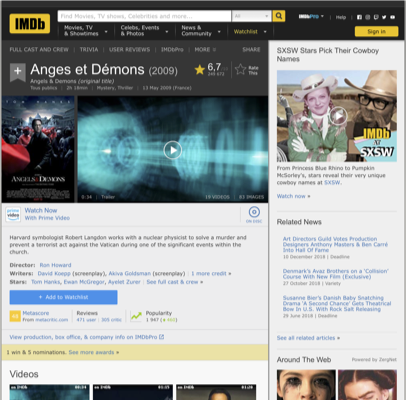 IMDb
Find Movies, TV shows, Celebrities and more...
All
IMDbPro
Help
Movies, TV
& Showtimes
Celebs, Events
& Photos
News &
Community
Watchlist
Sign in
FULL CAST AND CREW | TRIVIA | USER REVIEWS | IMDbPro | MORE
SHARE
Anges et Démons (2009)
Angels & Demons (original title)
Tous publics | 2h 18min | Mystery, Thriller | 13 May 2009 (France)
6,7
Rate
This
ANGELS & DEMONS
0:34 | Trailer
19 VIDEOS | 83 IMAGES
Watch Now
With Prime Video
ON DISC
Harvard symbologist Robert Langdon works with a nuclear physicist to solve a murder and
prevent a terrorist act against the Vatican during one of the significant events within the
church.
Director: Ron Howard
Writers: David Koepp (screenplay), Akiva Goldsman (screenplay) | 1 more credit »
Stars: Tom Hanks, Ewan McGregor, Ayelet Zurer | See full cast & crew »
+ Add to Watchlist
Metascore
From metacritic.com
Reviews
471 user | 305 critic
Popularity
View production, box office, & company info on IMDbPro
1 win & 5 nominations. See more awards »
Videos
SXSW Stars Pick Their Cowboy
Names
IMDb
SXSW
From Princess Blue Rhino to Pumpkin
McSorley's, stars reveal their very unique
cowboy names at SXSW.
Watch now »
Related News
Art Directors Guild Votes Production
Designers Anthony Masters & Ben Carré
Into Hall Of Fame
10 December 2018 | Deadline
Denmark's Avaz Brothers on a 'Collision'
Course With New Film (Exclusive)
27 October 2018 | Variety
Susanne Bier's Danish Baby Snatching
Drama 'A Second Chance' Gets Theatrical
Bow In U.S. With Rock Salt Releasing
29 June 2018 | Deadline
Around The Web
Powered by ZergNet